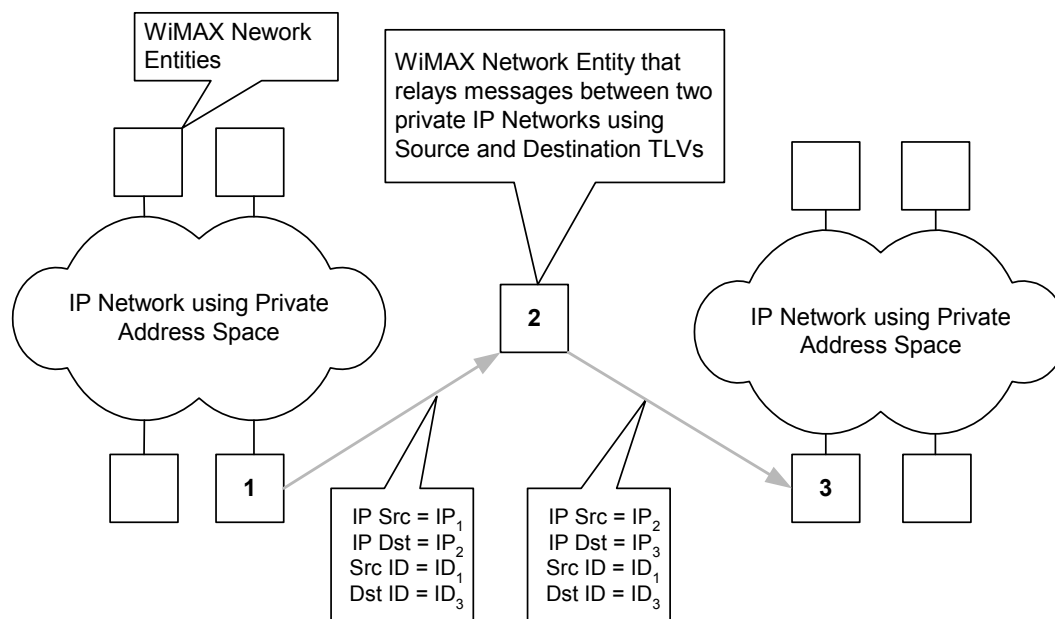 WiMAX Nework
Entities
WiMAX Network Entity that
relays messages between two
private IP Networks using
Source and Destination TLVs
IP Network using Private
Address Space
2
IP Network using Private
Address Space
1
3
IP Src = IP₁
IP Dst = IP₂
Src ID = ID₁
Dst ID = ID₃
IP Src = IP₂
IP Dst = IP₃
Src ID = ID₁
Dst ID = ID₃